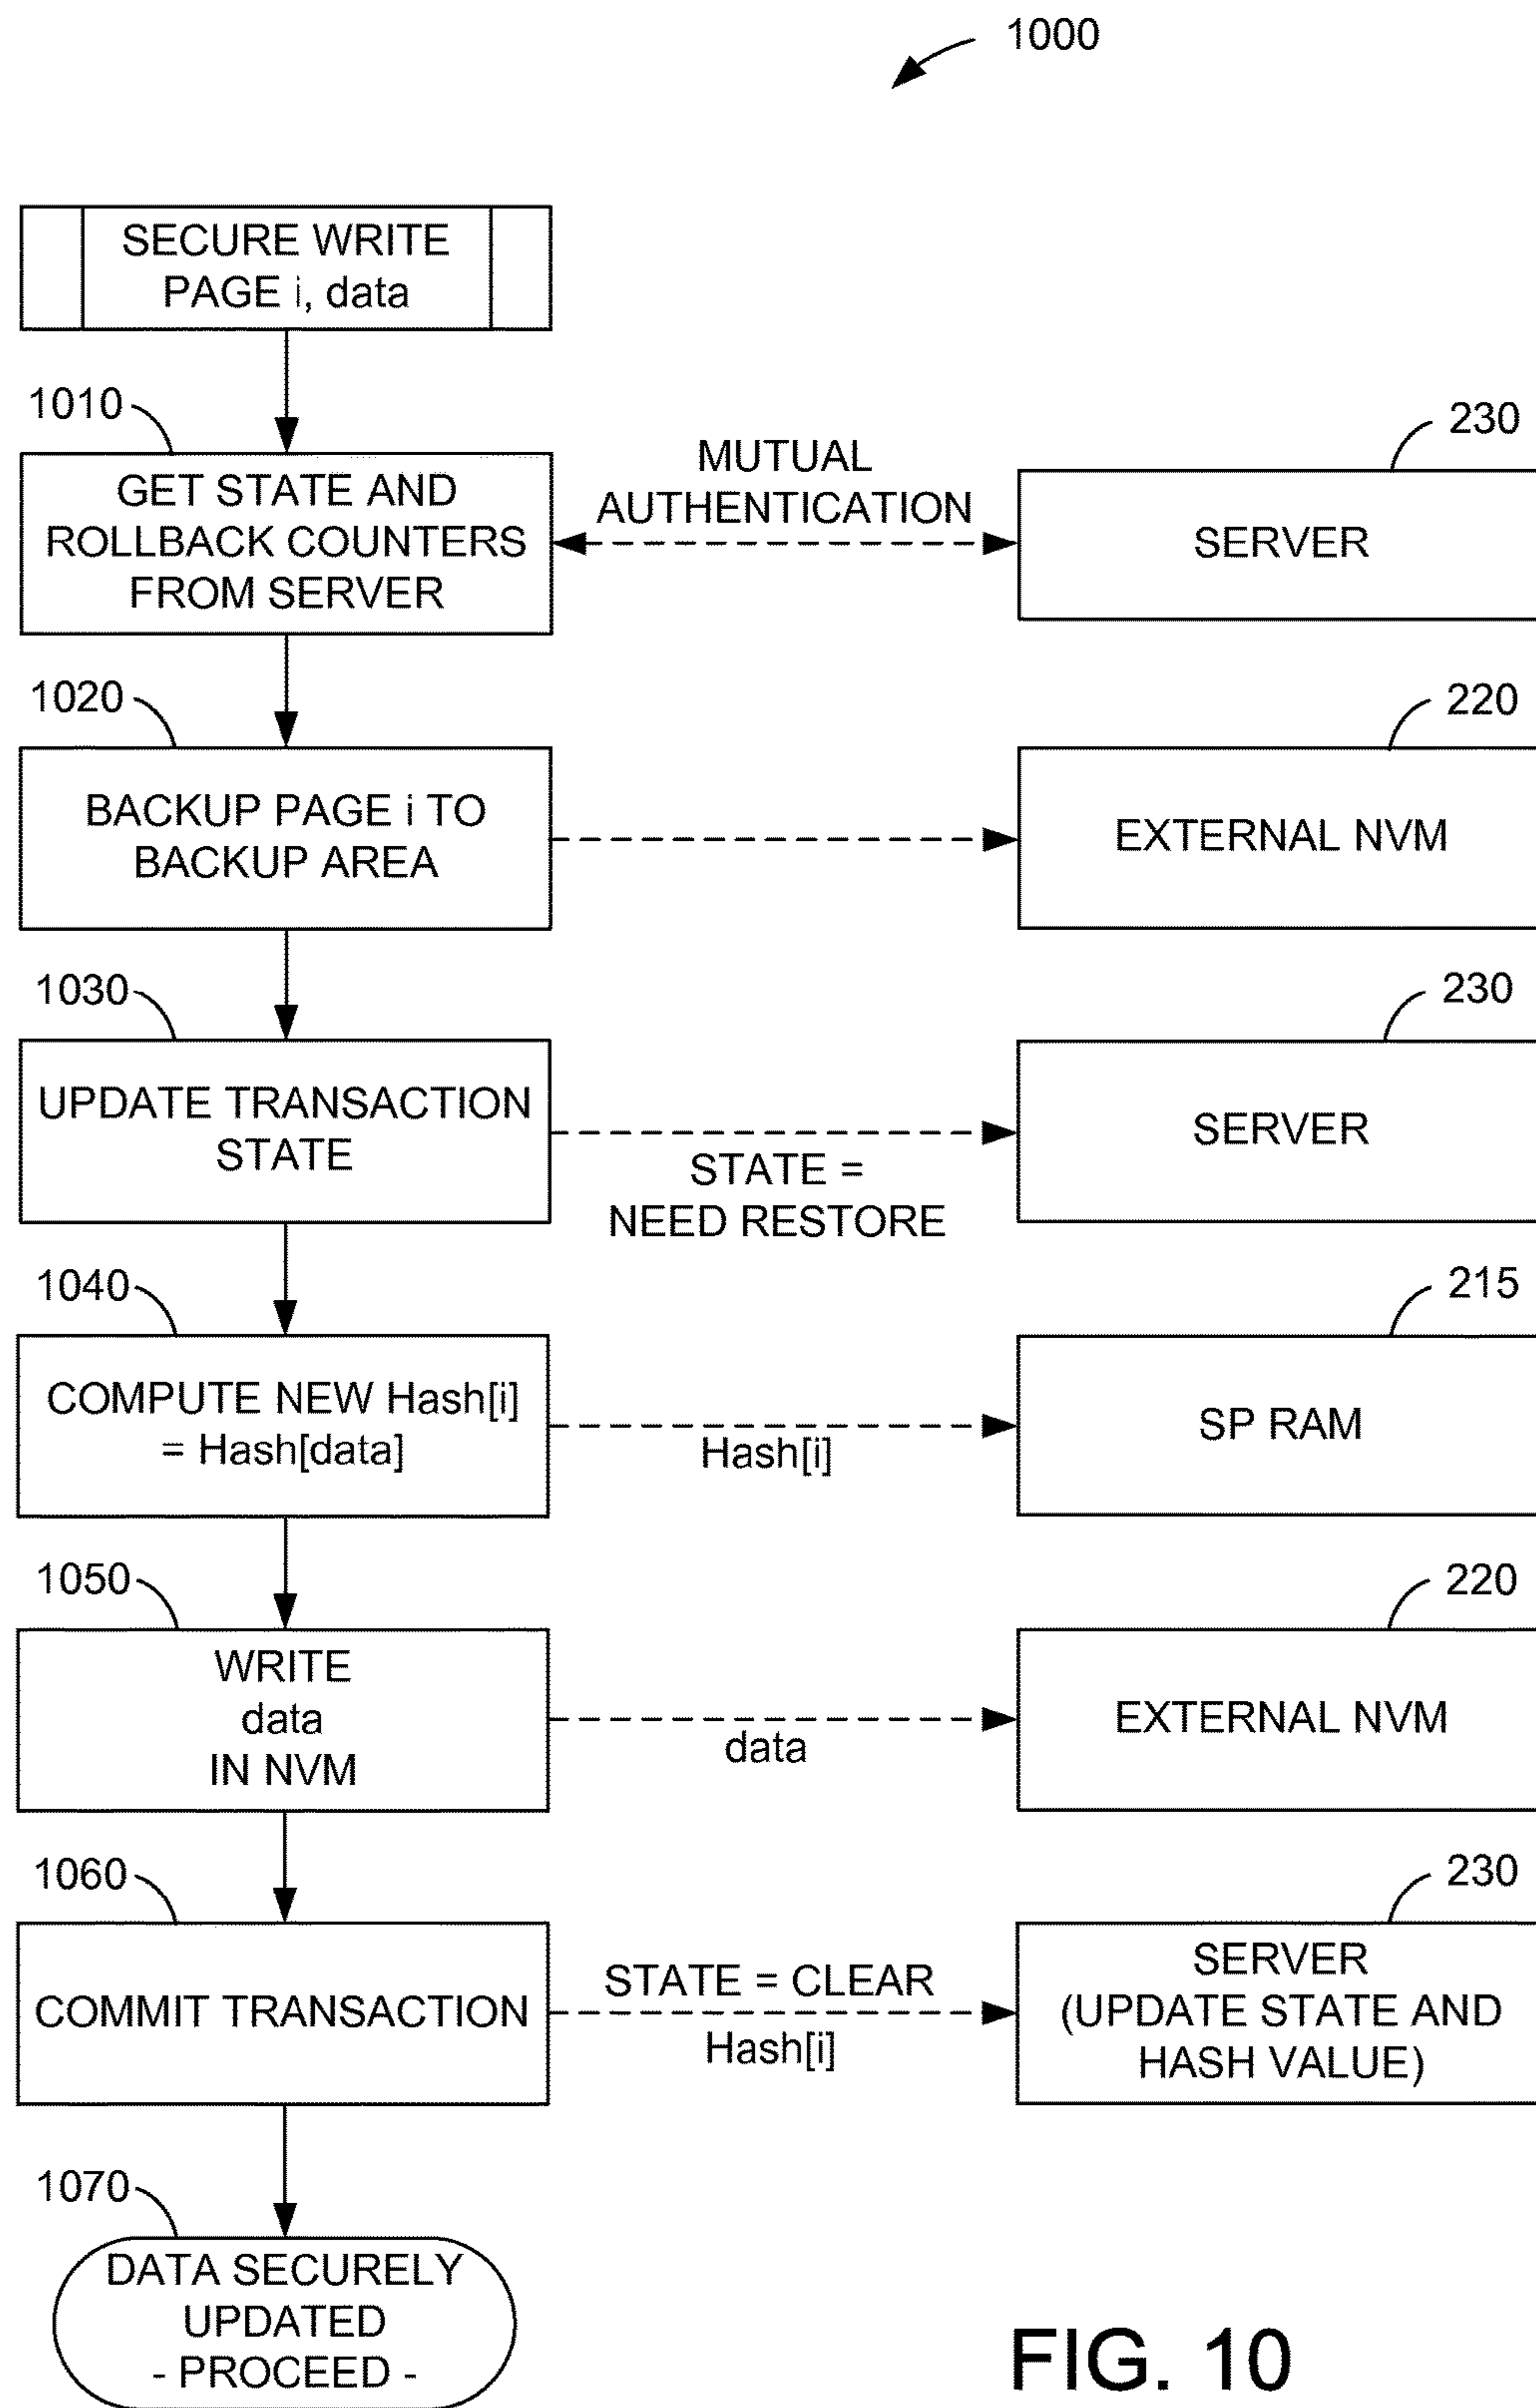 1000
SECURE WRITE
PAGE i, data
1010
GET STATE AND
ROLLBACK COUNTERS
FROM SERVER
MUTUAL
AUTHENTICATION
230
SERVER
1020
BACKUP PAGE i TO
BACKUP AREA
220
EXTERNAL NVM
1030
UPDATE TRANSACTION
STATE
STATE =
NEED RESTORE
230
SERVER
1040
COMPUTE NEW Hash[i]
= Hash[data]
Hash[i]
215
SP RAM
1050
WRITE
data
IN NVM
data
220
EXTERNAL NVM
1060
COMMIT TRANSACTION
STATE = CLEAR
Hash[i]
230
SERVER
(UPDATE STATE AND
HASH VALUE)
1070
DATA SECURELY
UPDATED
- PROCEED -
FIG. 10